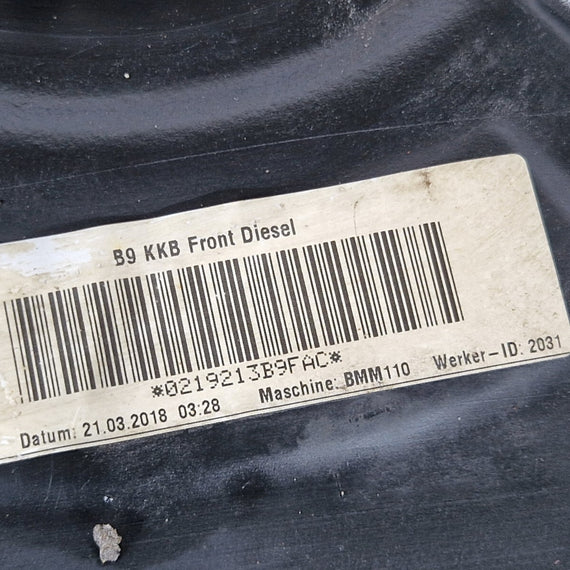 B9 KKB Front Diesel
*0219213B9FAC*
Datum: 21.03.2018 03:28 Maschine: BMM110 Werker-ID: 2031